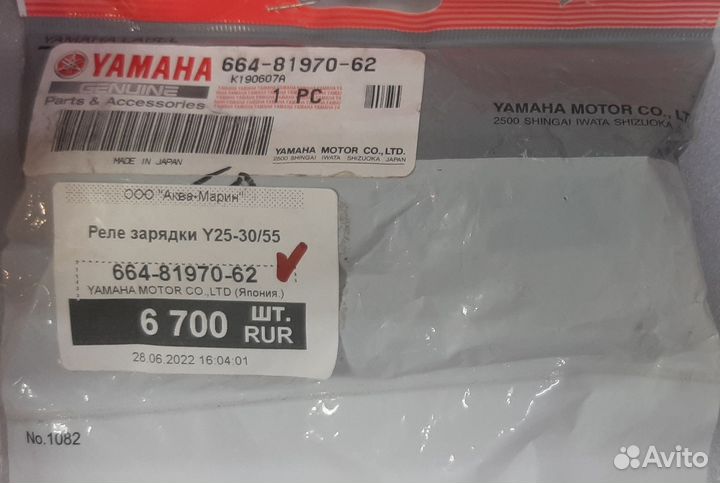 YAMAHA
GENUINE
Parts & Accessories
664-81970-62
K190607A
1 PC
MADE IN JAPAN
YAMAHA MOTOR CO.,LTD.
2500 SHINGAI IWATA SHIZUOKA, JAPAN
YAMAHA MOTOR CO., LT
2500 SHINGAI IWATA SHIZUOKA
ООО "Аква-Марин"
Реле зарядки Y25-30/55
664-81970-62
YAMAHA MOTOR CO.,LTD (Япония.)
6 700 ШТ. RUR
28.06.2022 16:04:01
No.1082
Avito